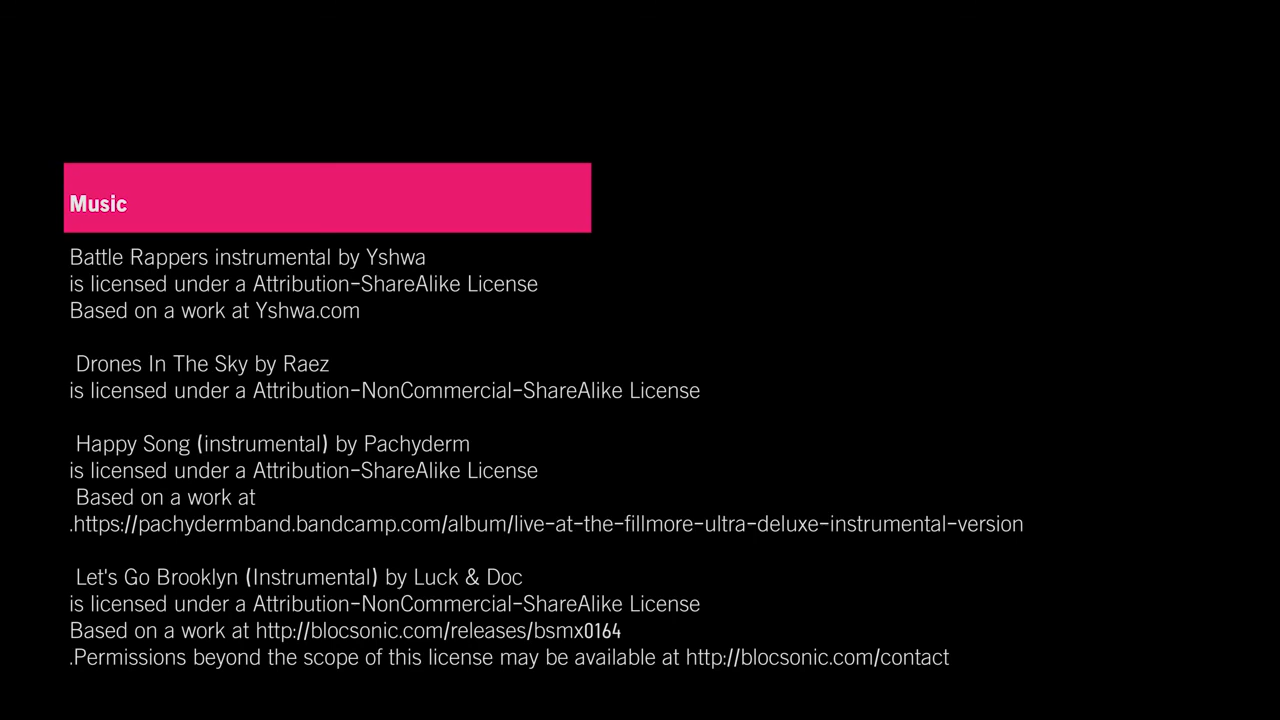 Music
Battle Rappers instrumental by Yshwa
is licensed under a Attribution-ShareAlike License
Based on a work at Yshwa.com
Drones In The Sky by Raez
is licensed under a Attribution-NonCommercial-ShareAlike License
Happy Song (instrumental) by Pachyderm
is licensed under a Attribution-ShareAlike License
Based on a work at
.https://pachydermband.bandcamp.com/album/live-at-the-fillmore-ultra-deluxe-instrumental-version
Let's Go Brooklyn (Instrumental) by Luck & Doc
is licensed under a Attribution-NonCommercial-ShareAlike License
Based on a work at http://blocsonic.com/releases/bsmx0164
.Permissions beyond the scope of this license may be available at http://blocsonic.com/contact